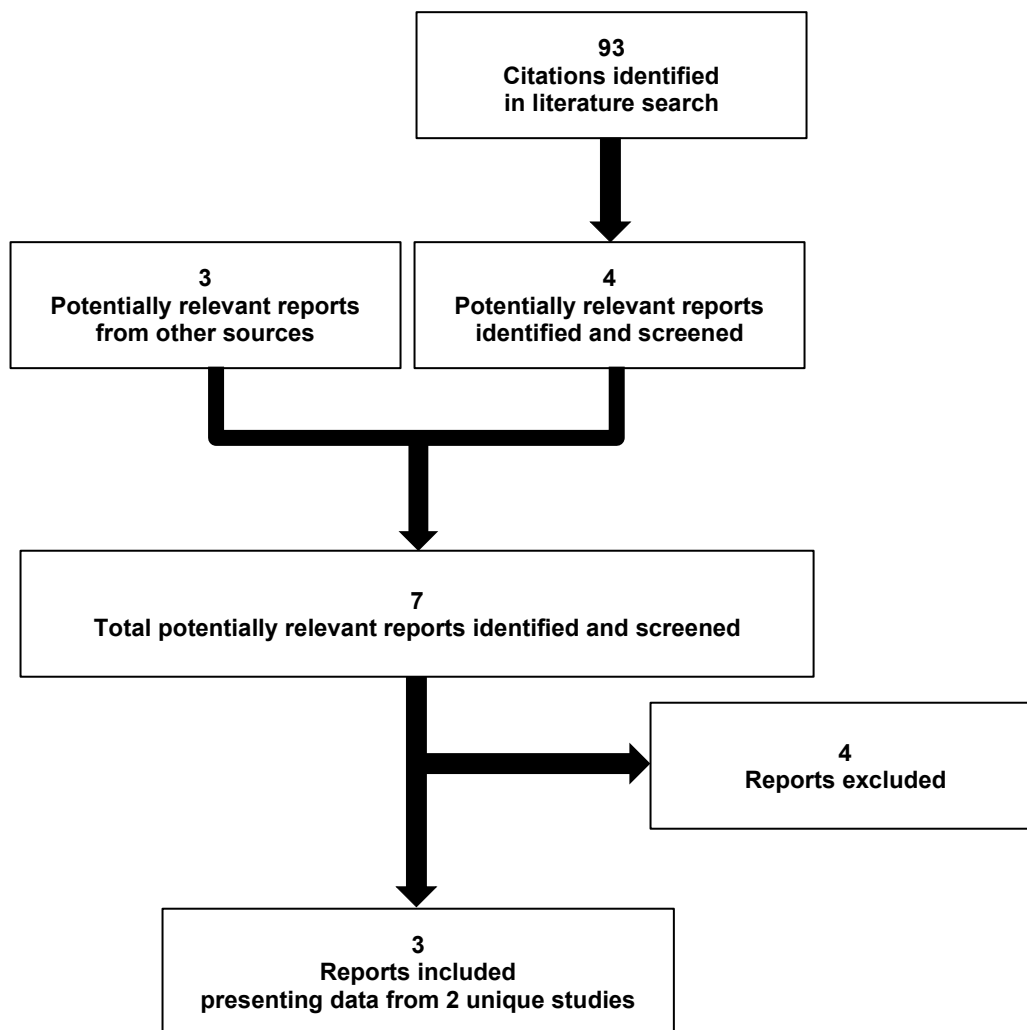 93
Citations identified
in literature search
3
Potentially relevant reports
from other sources
4
Potentially relevant reports
identified and screened
7
Total potentially relevant reports identified and screened
4
Reports excluded
3
Reports included
presenting data from 2 unique studies